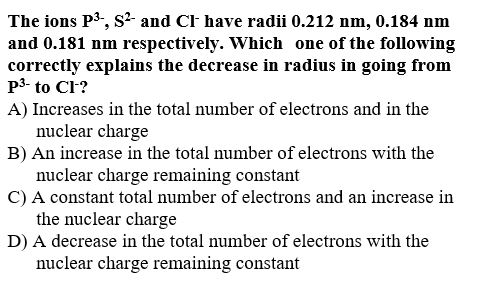 The ions P³⁻, S²⁻ and Cl⁻ have radii 0.212 nm, 0.184 nm
and 0.181 nm respectively. Which one of the following
correctly explains the decrease in radius in going from
P³⁻ to Cl⁻?
A) Increases in the total number of electrons and in the
nuclear charge
B) An increase in the total number of electrons with the
nuclear charge remaining constant
C) A constant total number of electrons and an increase in
the nuclear charge
D) A decrease in the total number of electrons with the
nuclear charge remaining constant